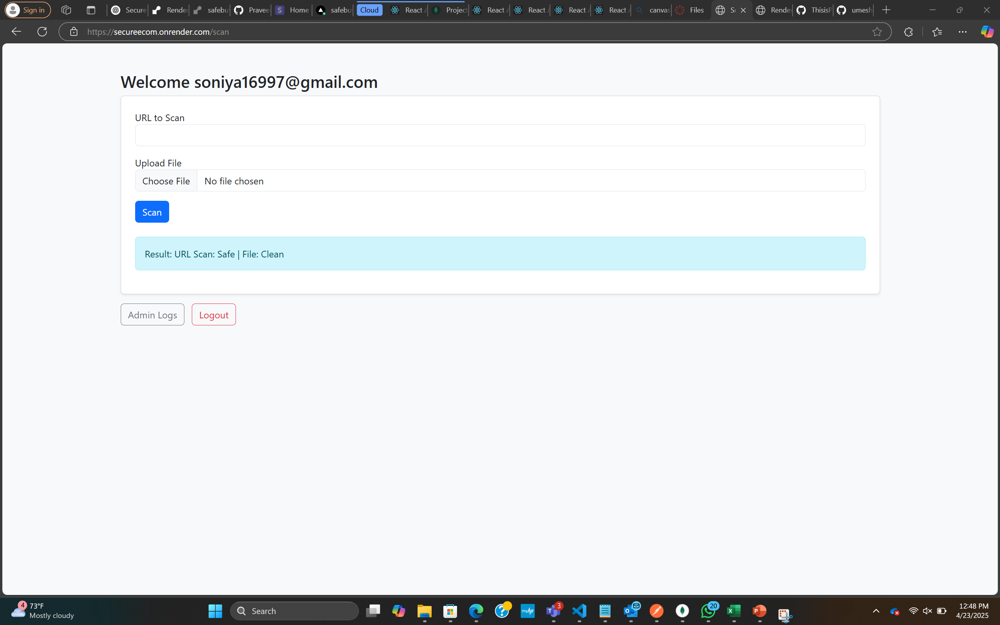 Sign in
Secure
Render
safebu
Pravee
Home
safebu
Cloud
React
Project
React
React
React
React
canvas
Files
Render
ThisisP
umesh
https://secureecom.onrender.com/scan
Welcome soniya16997@gmail.com
URL to Scan
Upload File
Choose File No file chosen
Scan
Result: URL Scan: Safe | File: Clean
Admin Logs Logout
4
73°F
Mostly cloudy
Search
myhp
3
20
12:48 PM
4/23/2025